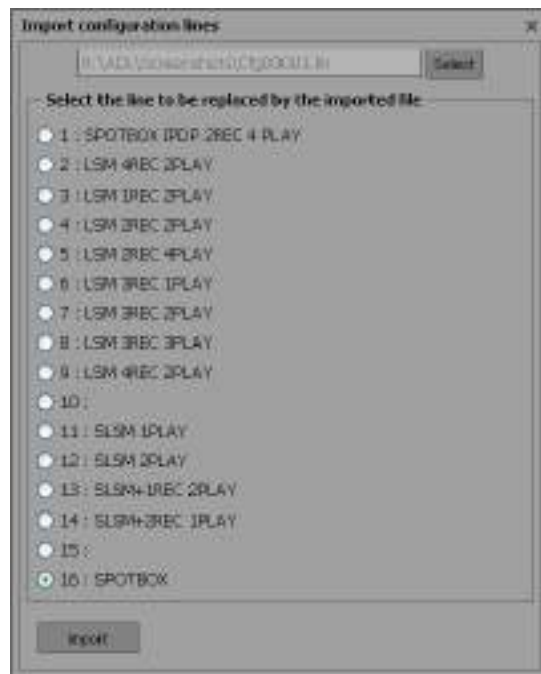 Import configuration lines
Select
Select the line to be replaced by the imported file
1 : SPOTBOX IPDP 2REC 4 PLAY
2 : LSM 4REC 2PLAY
3 : LSM 1REC 2PLAY
4 : LSM 2REC 2PLAY
5 : LSM 2REC 4PLAY
6 : LSM 3REC 1PLAY
7 : LSM 3REC 2PLAY
8 : LSM 3REC 3PLAY
9 : LSM 4REC 2PLAY
10 :
11 : SLSM 1PLAY
12 : SLSM 2PLAY
13 : SLSM+1REC 2PLAY
14 : SLSM+2REC 1PLAY
15 :
16 : SPOTBOX
Import